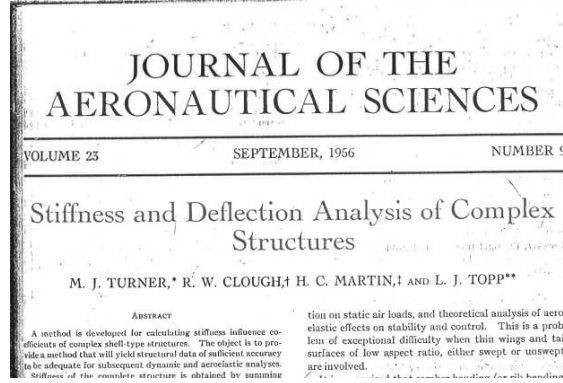 JOURNAL OF THE
AERONAUTICAL SCIENCES
VOLUME 23 SEPTEMBER, 1956 NUMBER 9
Stiffness and Deflection Analysis of Complex
Structures
M. J. TURNER,* R. W. CLOUGH,† H. C. MARTIN,‡ AND L. J. TOPP**
ABSTRACT
A method is developed for calculating stiffness influence co-
efficients of complex shell-type structures. The object is to pro-
vide a method that will yield structural data of sufficient accuracy
to be adequate for subsequent dynamic and aeroelastic analyses.
Stiffness of the complete structure is obtained by summing
tion on static air loads, and theoretical analysis of aero
elastic effects on stability and control. This is a prob
lem of exceptional difficulty when thin wings and tai
surfaces of low aspect ratio, either swept or unswept
are involved.